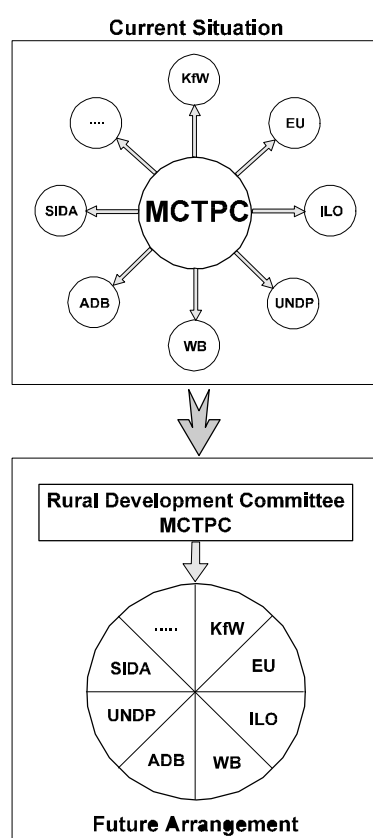 Current Situation
KfW
.... EU
MCTPC
SIDA ILO
ADB UNDP
WB
Rural Development Committee
MCTPC
..... KfW
SIDA EU
UNDP ILO
ADB WB
Future Arrangement